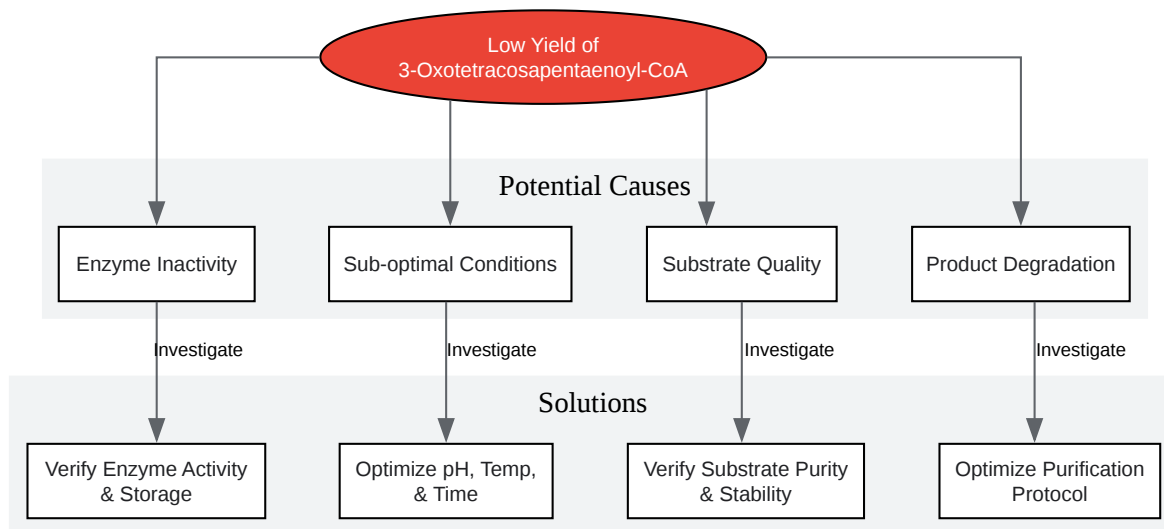 Low Yield of
3-Oxotetracosapentaenoyl-CoA
Potential Causes
Enzyme Inactivity
Sub-optimal Conditions
Substrate Quality
Product Degradation
Investigate
Investigate
Investigate
Investigate
Solutions
Verify Enzyme Activity
& Storage
Optimize pH, Temp,
& Time
Verify Substrate Purity
& Stability
Optimize Purification
Protocol